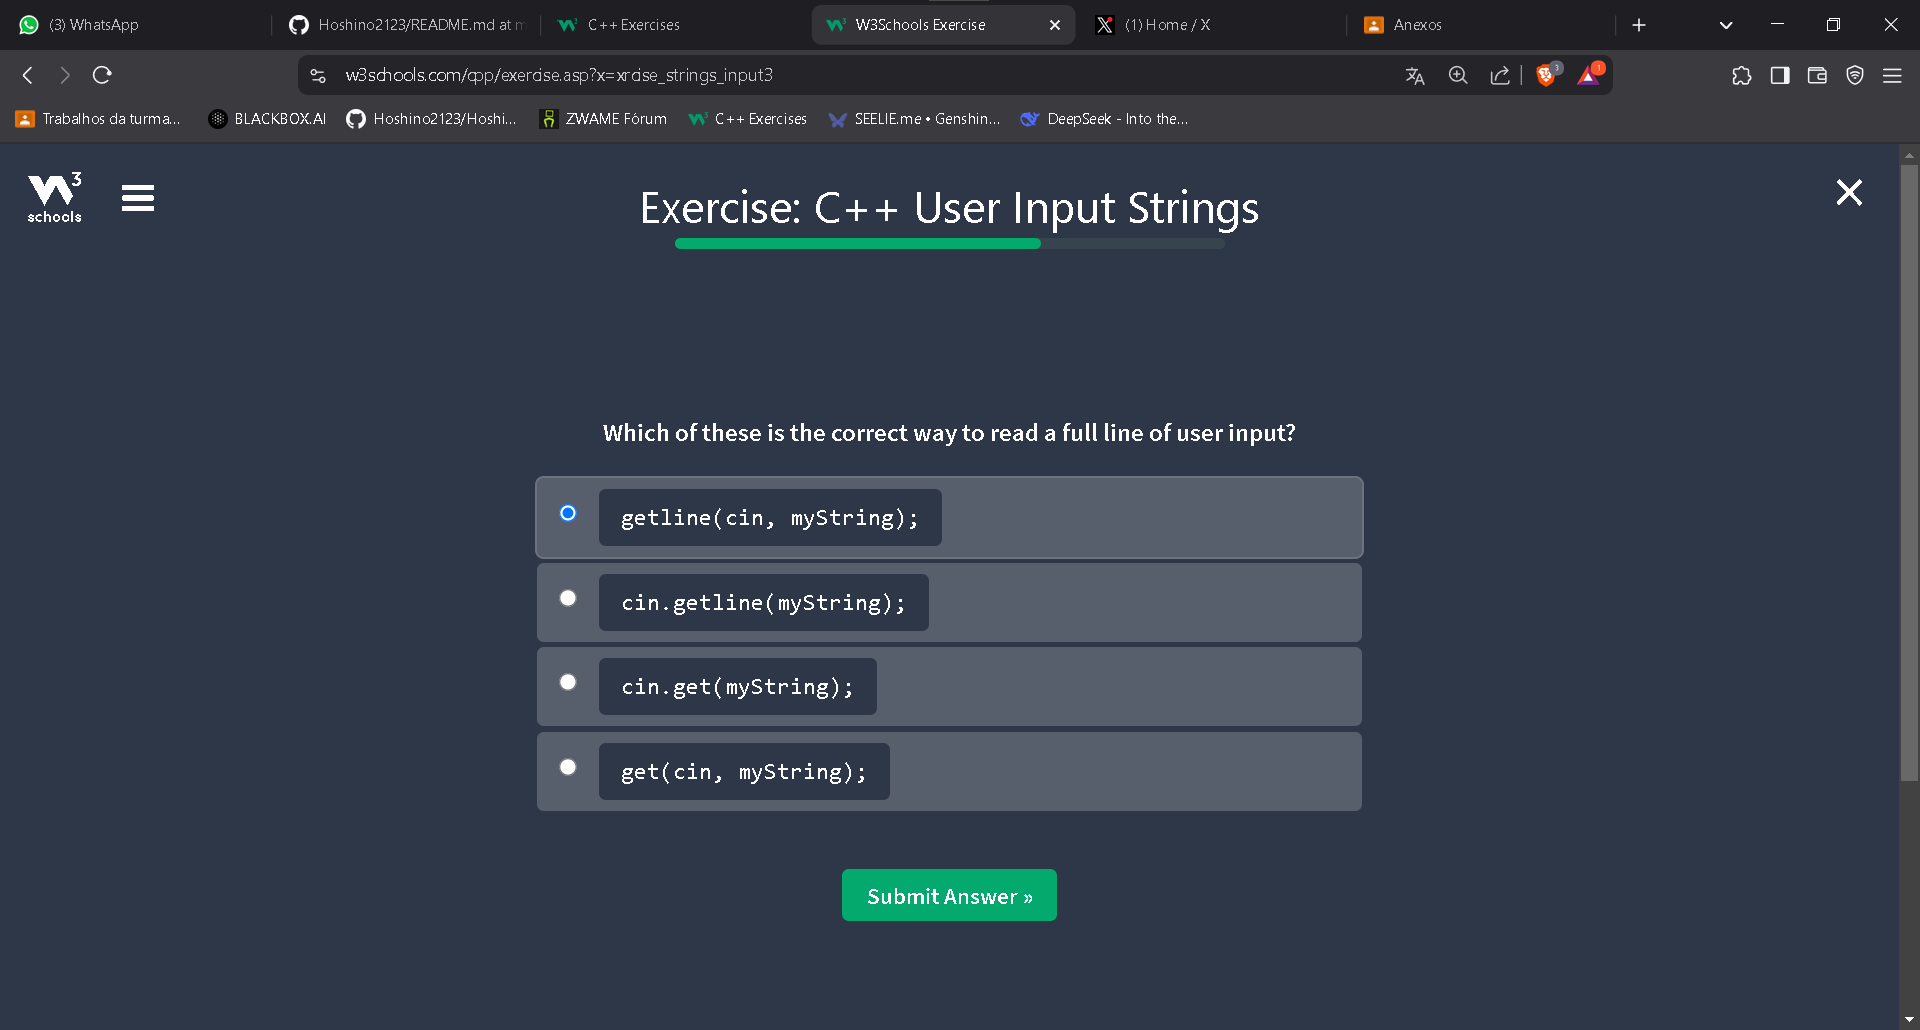 (3) WhatsApp
Hoshino2123/README.md at m
C++ Exercises
W3Schools Exercise
(1) Home / X
Anexos
w3schools.com/cpp/exercise.asp?x=xrcise_strings_input3
3
1
Trabalhos da turma...
BLACKBOX.AI
Hoshino2123/Hoshi...
ZWAME Fórum
C++ Exercises
SEELIE.me • Genshin...
DeepSeek - Into the...
W3
schools
Exercise: C++ User Input Strings
Which of these is the correct way to read a full line of user input?
getline(cin, myString);
cin.getline(myString);
cin.get(myString);
get(cin, myString);
Submit Answer »